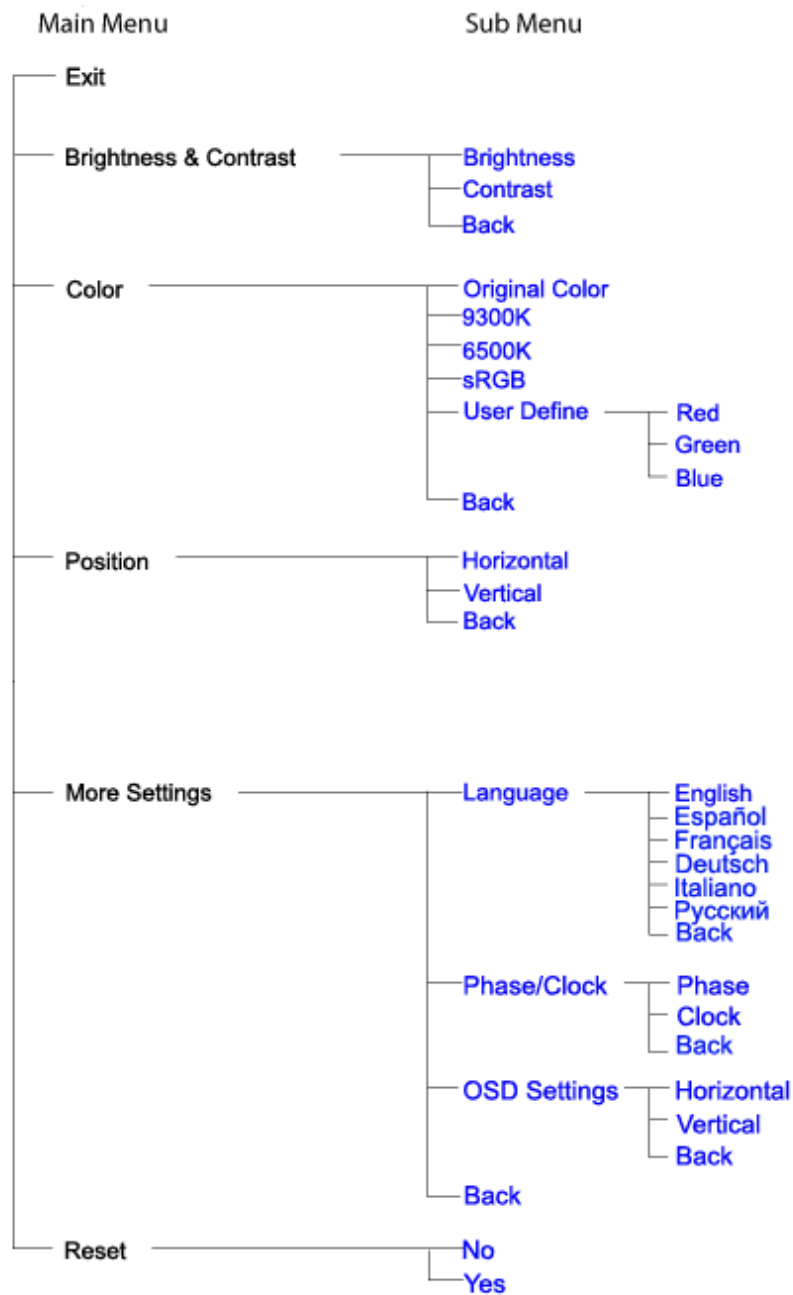 Main Menu Sub Menu
Exit
Brightness & Contrast Brightness
Contrast
Back
Color Original Color
9300K
6500K
sRGB
User Define Red
Green
Blue
Back
Position Horizontal
Vertical
Back
More Settings Language English
Español
Français
Deutsch
Italiano
Русский
Back
Phase/Clock Phase
Clock
Back
OSD Settings Horizontal
Vertical
Back
Back
Reset No
Yes